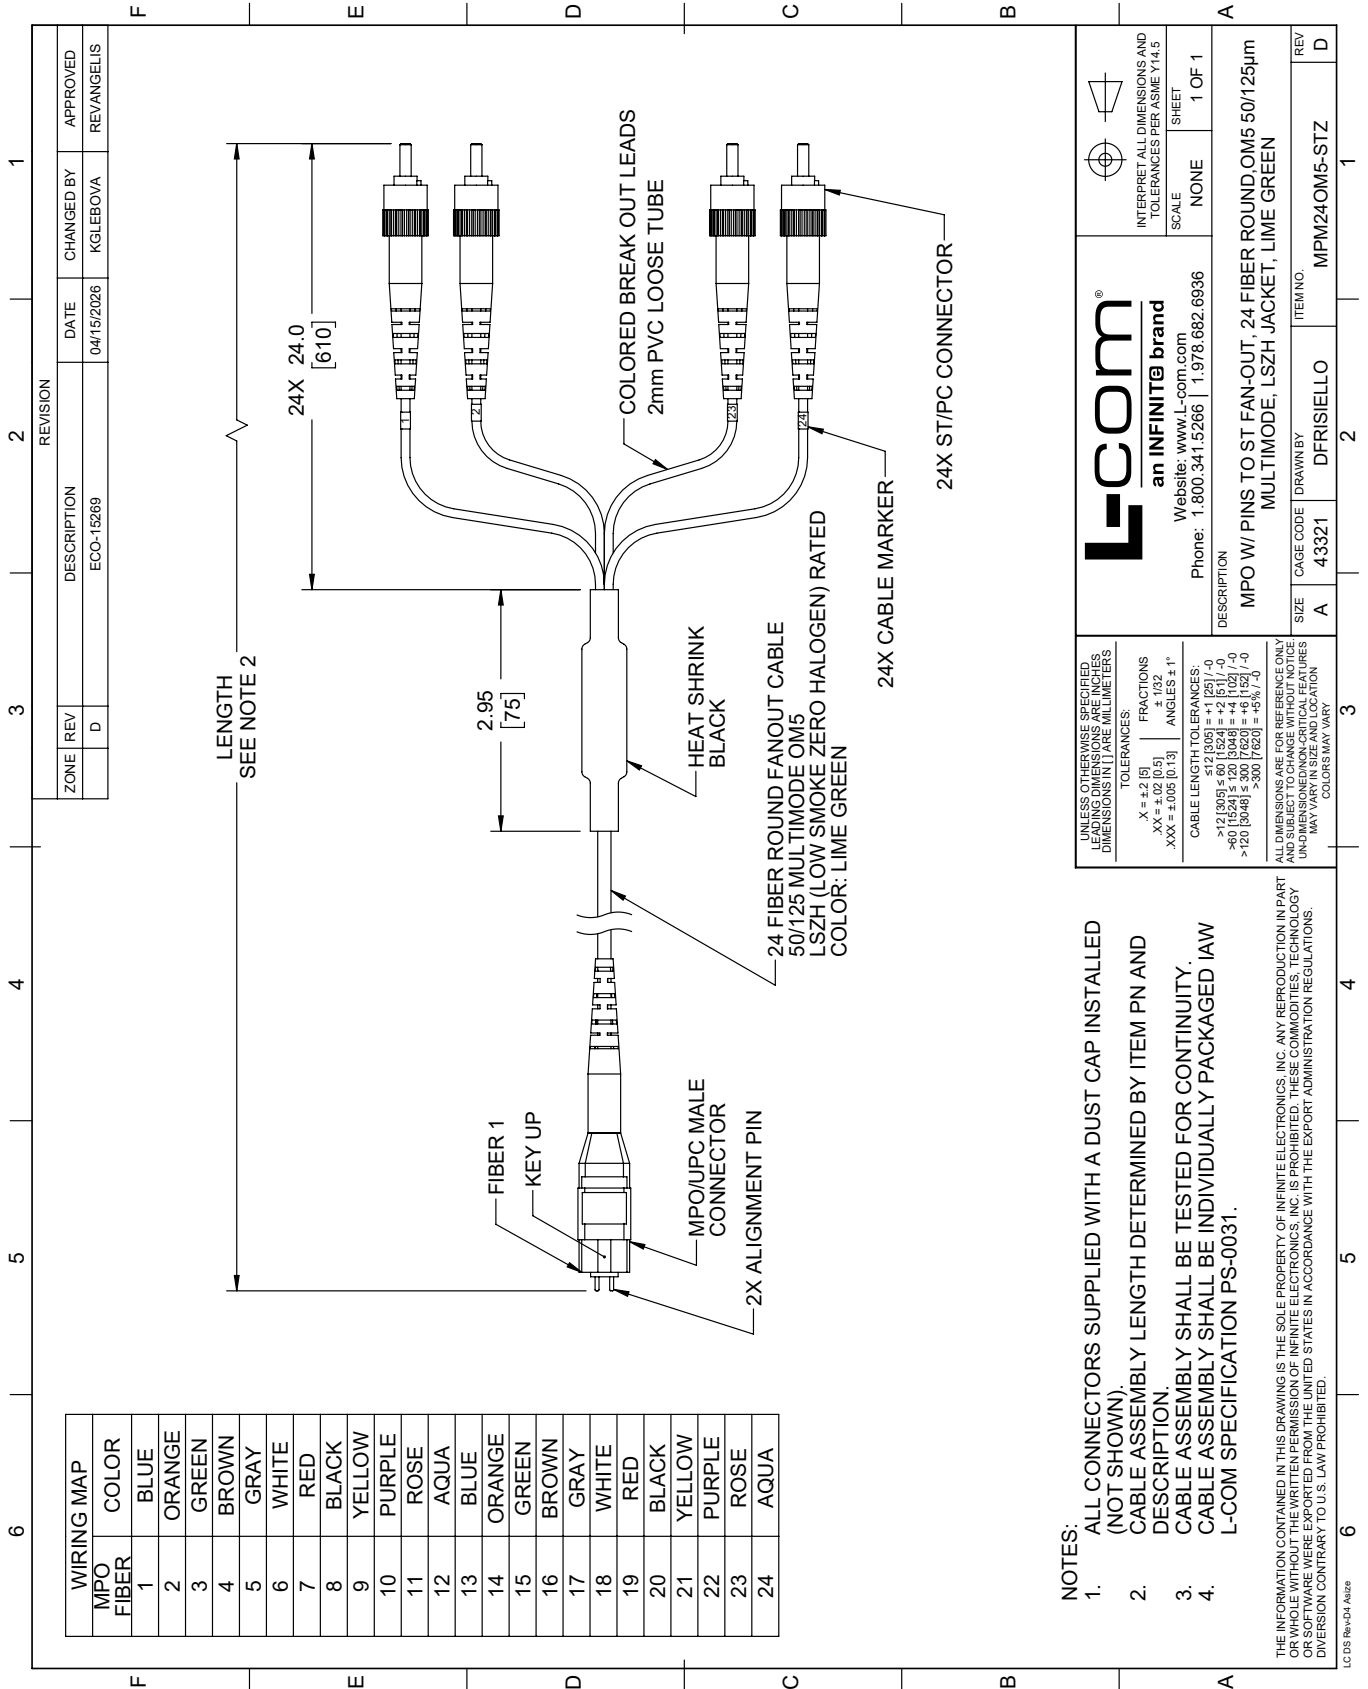 6
5
4
3
2
1
F
E
D
C
B
A
REVISION
ZONE REV DESCRIPTION DATE CHANGED BY APPROVED
D ECO-15269 04/15/2026 KGLEBOVA REVANGELIS
WIRING MAP
MPO FIBER COLOR
1 BLUE
2 ORANGE
3 GREEN
4 BROWN
5 GRAY
6 WHITE
7 RED
8 BLACK
9 YELLOW
10 PURPLE
11 ROSE
12 AQUA
13 BLUE
14 ORANGE
15 GREEN
16 BROWN
17 GRAY
18 WHITE
19 RED
20 BLACK
21 YELLOW
22 PURPLE
23 ROSE
24 AQUA
LENGTH
SEE NOTE 2
24X 24.0
[610]
2.95
[75]
FIBER 1
KEY UP
MPO/UPC MALE
CONNECTOR
2X ALIGNMENT PIN
HEAT SHRINK
BLACK
24 FIBER ROUND FANOUT CABLE
50/125 MULTIMODE OM5
LSZH (LOW SMOKE ZERO HALOGEN) RATED
COLOR: LIME GREEN
1
2
23
24
COLORED BREAK OUT LEADS
2mm PVC LOOSE TUBE
24X CABLE MARKER
24X ST/PC CONNECTOR
NOTES:
1. ALL CONNECTORS SUPPLIED WITH A DUST CAP INSTALLED
(NOT SHOWN).
2. CABLE ASSEMBLY LENGTH DETERMINED BY ITEM PN AND
DESCRIPTION.
3. CABLE ASSEMBLY SHALL BE TESTED FOR CONTINUITY.
4. CABLE ASSEMBLY SHALL BE INDIVIDUALLY PACKAGED IAW
L-COM SPECIFICATION PS-0031.
THE INFORMATION CONTAINED IN THIS DRAWING IS THE SOLE PROPERTY OF INFINITE ELECTRONICS, INC. ANY REPRODUCTION IN PART
OR WHOLE WITHOUT THE WRITTEN PERMISSION OF INFINITE ELECTRONICS, INC. IS PROHIBITED. THESE COMMODITIES, TECHNOLOGY
OR SOFTWARE WERE EXPORTED FROM THE UNITED STATES IN ACCORDANCE WITH THE EXPORT ADMINISTRATION REGULATIONS.
DIVERSION CONTRARY TO U.S. LAW PROHIBITED.
LC DS Rev-D4 Asize
UNLESS OTHERWISE SPECIFIED
LEADING DIMENSIONS ARE INCHES
DIMENSIONS IN [ ] ARE MILLIMETERS
TOLERANCES:
.X = ±.2 [5] FRACTIONS
.XX = ±.02 [0.5] ± 1/32
.XXX = ±.005 [0.13] ANGLES ± 1°
CABLE LENGTH TOLERANCES:
≤12 [305] = +1 [25] / -0
>12 [305] ≤ 60 [1524] = +2 [51] / -0
>60 [1524] ≤ 120 [3048] = +4 [102] / -0
>120 [3048] ≤ 300 [7620] = +6 [152] / -0
>300 [7620] = +5% / -0
ALL DIMENSIONS ARE FOR REFERENCE ONLY
AND SUBJECT TO CHANGE WITHOUT NOTICE.
UN-DIMENSIONED/NON-CRITICAL FEATURES
MAY VARY IN SIZE AND LOCATION
COLORS MAY VARY
L-com®
an INFINITE brand
Website: www.L-com.com
Phone: 1.800.341.5266 | 1.978.682.6936
INTERPRET ALL DIMENSIONS AND
TOLERANCES PER ASME Y14.5
SCALE NONE
SHEET 1 OF 1
DESCRIPTION
MPO W/ PINS TO ST FAN-OUT, 24 FIBER ROUND,OM5 50/125µm
MULTIMODE, LSZH JACKET, LIME GREEN
SIZE A
CAGE CODE 43321
DRAWN BY DFRISIELLO
ITEM NO. MPM24OM5-STZ
REV D
6
5
4
3
2
1
F
E
D
C
B
A